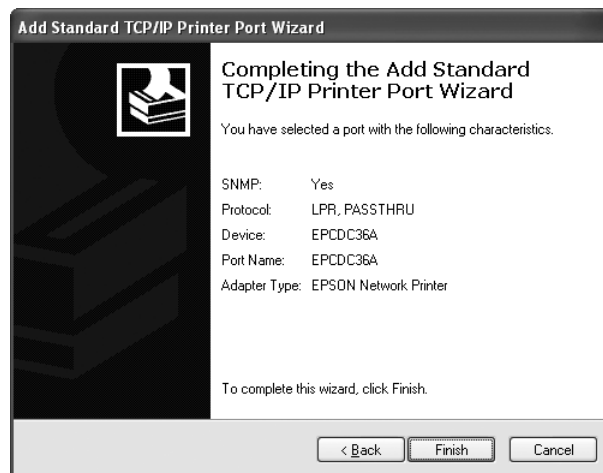 Add Standard TCP/IP Printer Port Wizard
Completing the Add Standard
TCP/IP Printer Port Wizard
You have selected a port with the following characteristics.
SNMP: Yes
Protocol: LPR, PASSTHRU
Device: EPCDC36A
Port Name: EPCDC36A
Adapter Type: EPSON Network Printer
To complete this wizard, click Finish.
< Back Finish Cancel